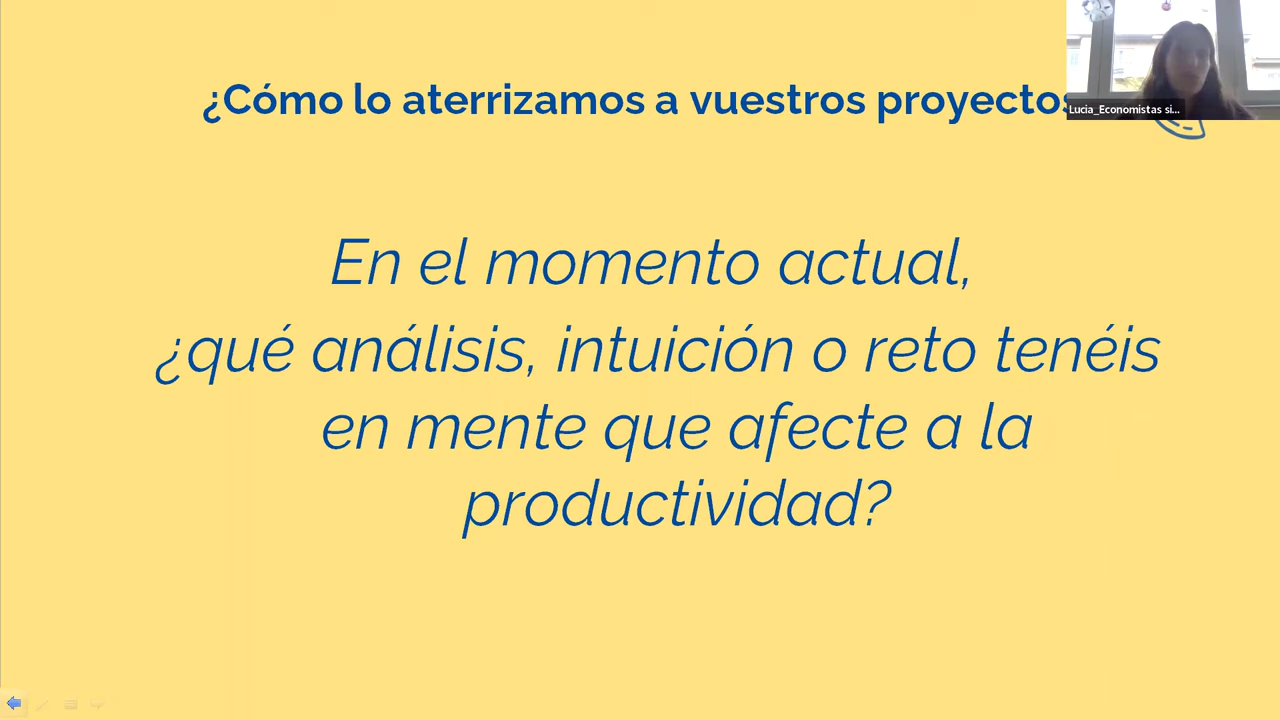 ¿Cómo lo aterrizamos a vuestros proyectos
Lucia_Economistas si...
En el momento actual,
¿qué análisis, intuición o reto tenéis
en mente que afecte a la
productividad?